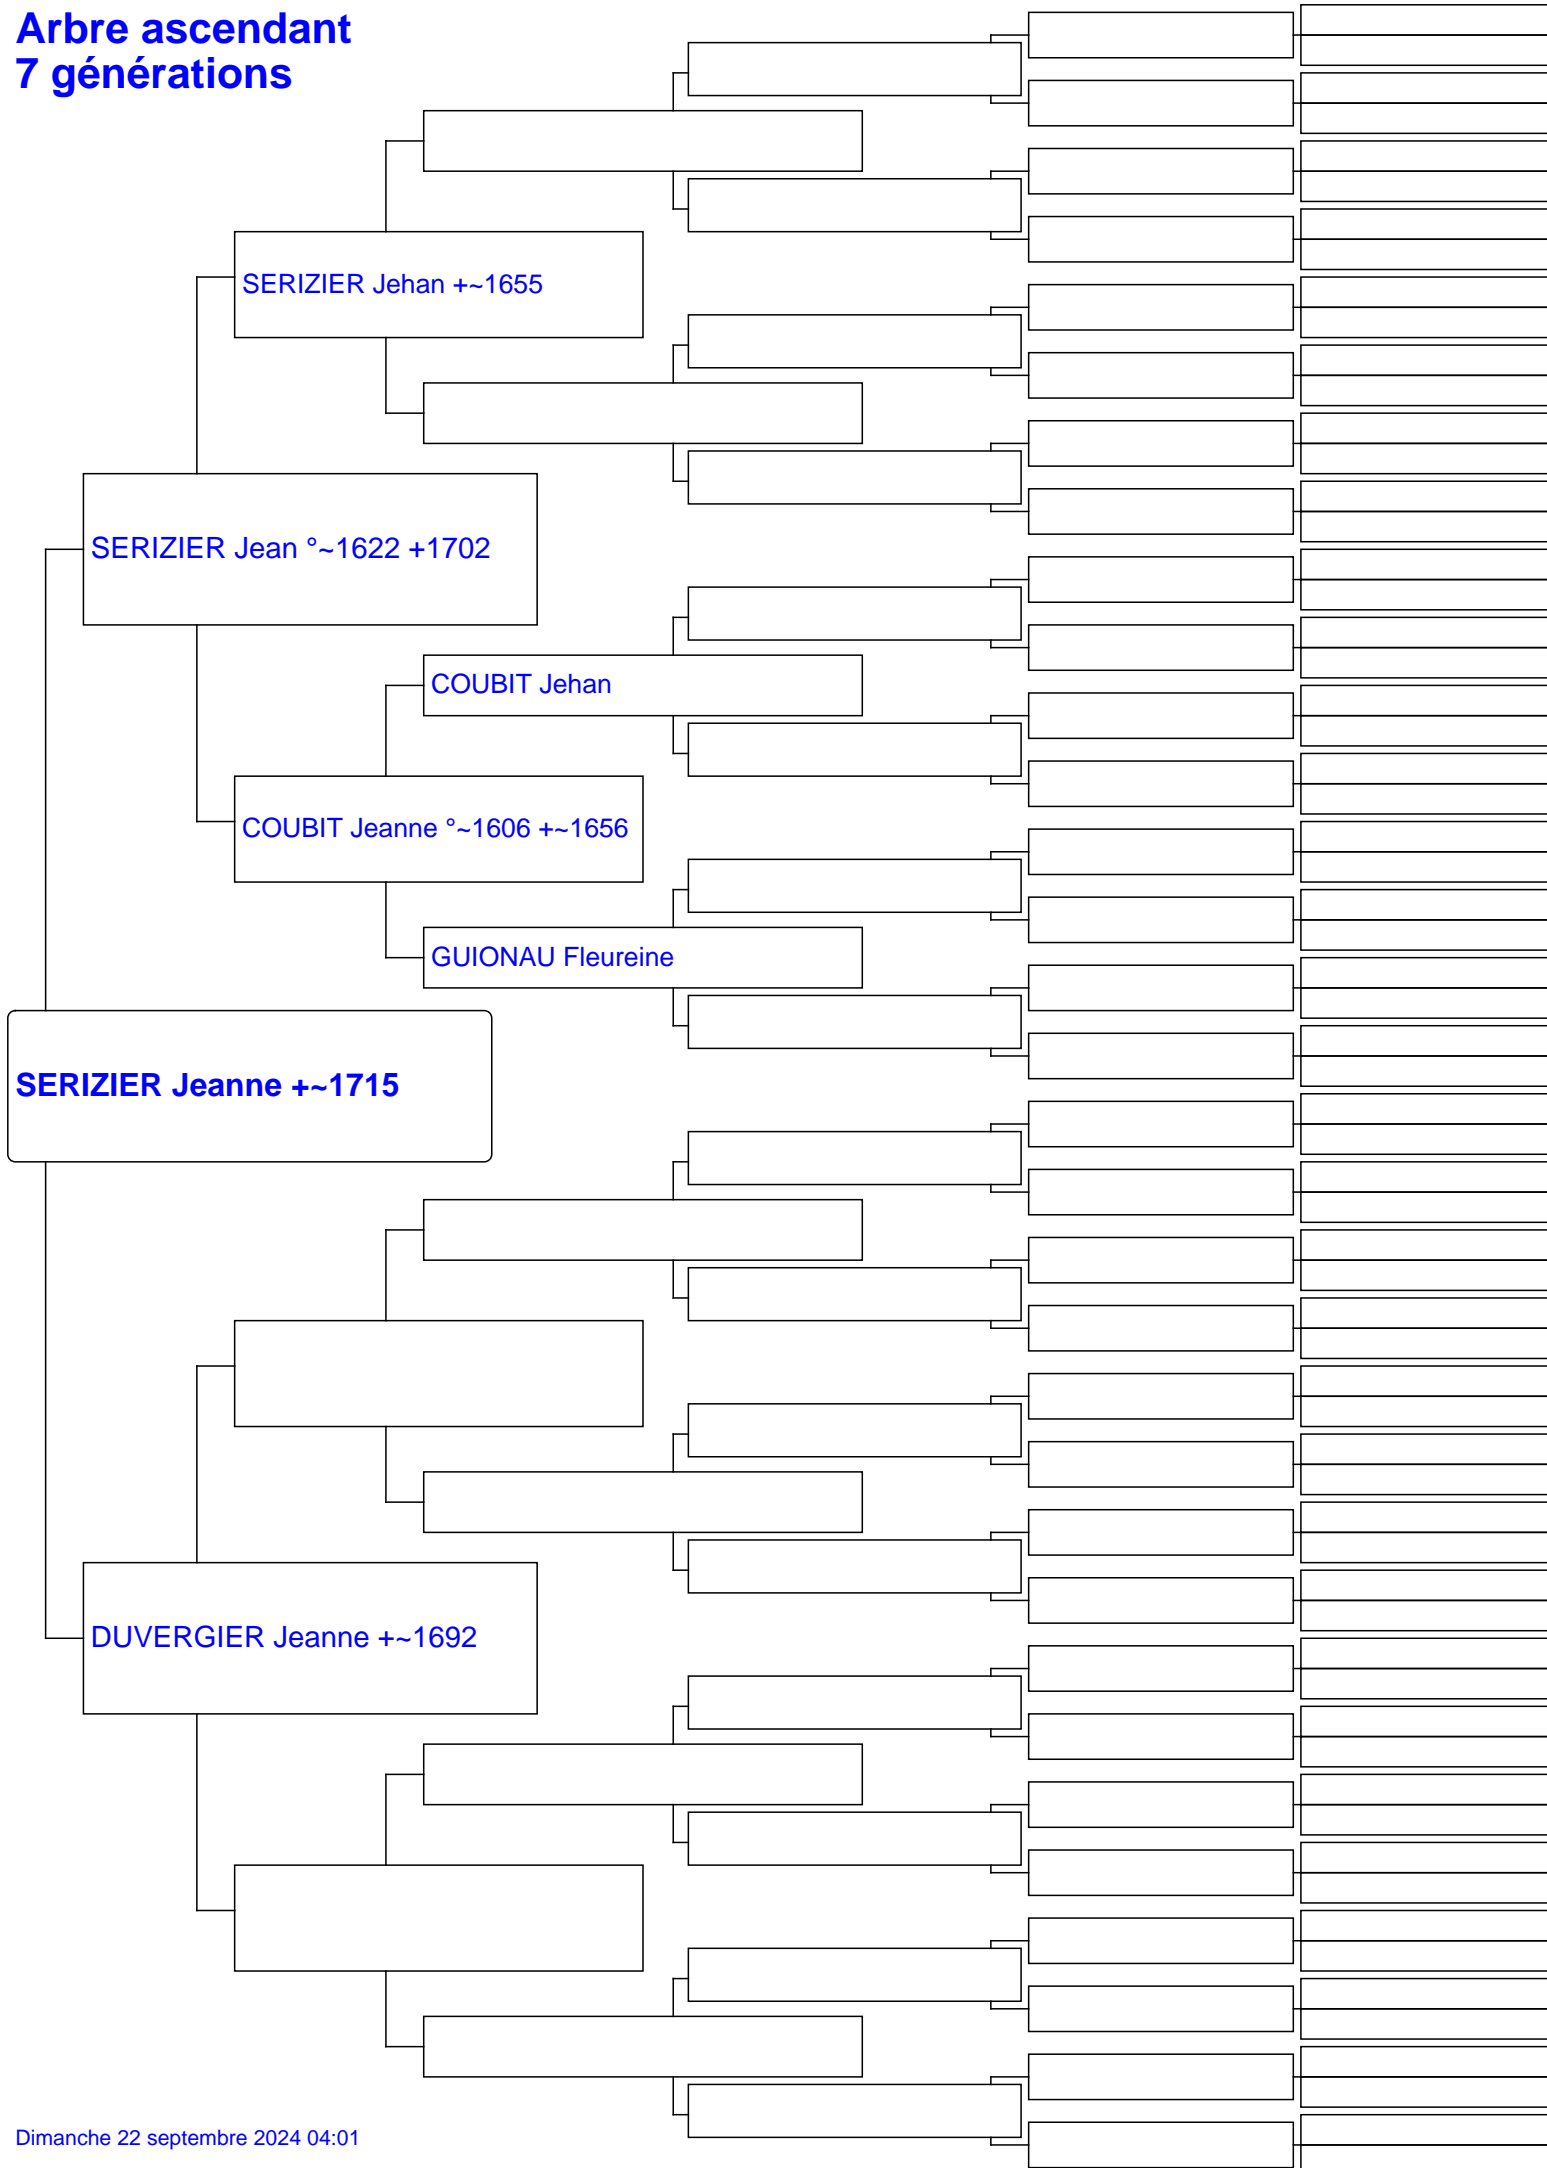 Arbre ascendant
7 générations
SERIZIER Jehan +~1655
SERIZIER Jean °~1622 +1702
COUBIT Jehan
COUBIT Jeanne °~1606 +~1656
GUIONAU Fleureine
SERIZIER Jeanne +~1715
DUVERGIER Jeanne +~1692
Dimanche 22 septembre 2024 04:01